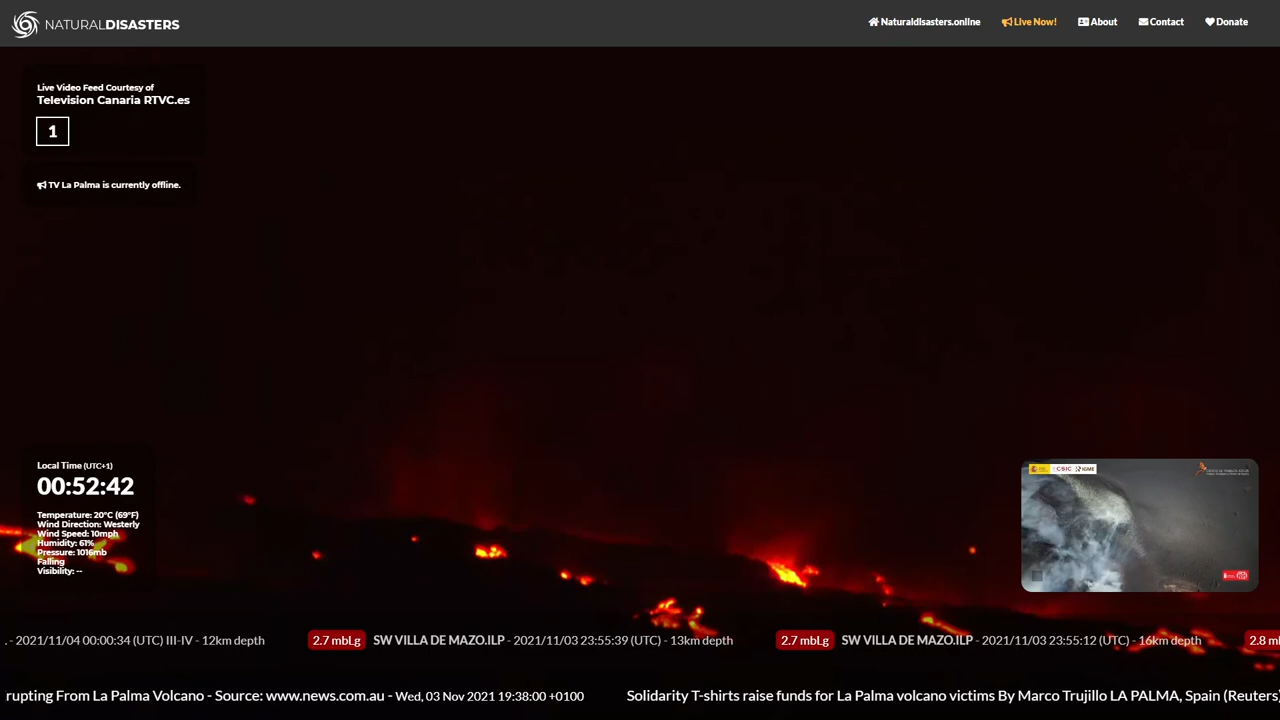 NATURALDISASTERS
Naturaldisasters.online
Live Now!
About
Contact
Donate
Live Video Feed Courtesy of
Television Canaria RTVC.es
1
TV La Palma is currently offline.
Local Time (UTC+1)
00:52:42
Temperature: 20°C (69°F)
Wind Direction: Westerly
Wind Speed: 10mph
Humidity: 61%
Pressure: 1016mb
Falling
Visibility: --
CSIC
IGME
. - 2021/11/04 00:00:34 (UTC) III-IV - 12km depth
2.7 mbLg SW VILLA DE MAZO.ILP - 2021/11/03 23:55:39 (UTC) - 13km depth
2.7 mbLg SW VILLA DE MAZO.ILP - 2021/11/03 23:55:12 (UTC) - 16km depth
2.8 mb
rupting From La Palma Volcano - Source: www.news.com.au - Wed, 03 Nov 2021 19:38:00 +0100
Solidarity T-shirts raise funds for La Palma volcano victims By Marco Trujillo LA PALMA, Spain (Reuters)